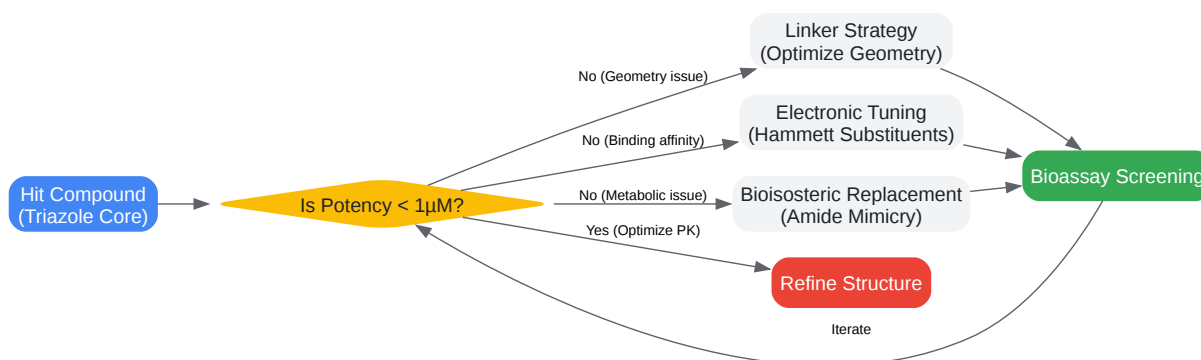 Hit Compound
(Triazole Core)
Is Potency < 1µM?
No (Geometry issue)
No (Binding affinity)
No (Metabolic issue)
Yes (Optimize PK)
Linker Strategy
(Optimize Geometry)
Electronic Tuning
(Hammett Substituents)
Bioisosteric Replacement
(Amide Mimicry)
Refine Structure
Bioassay Screening
Iterate